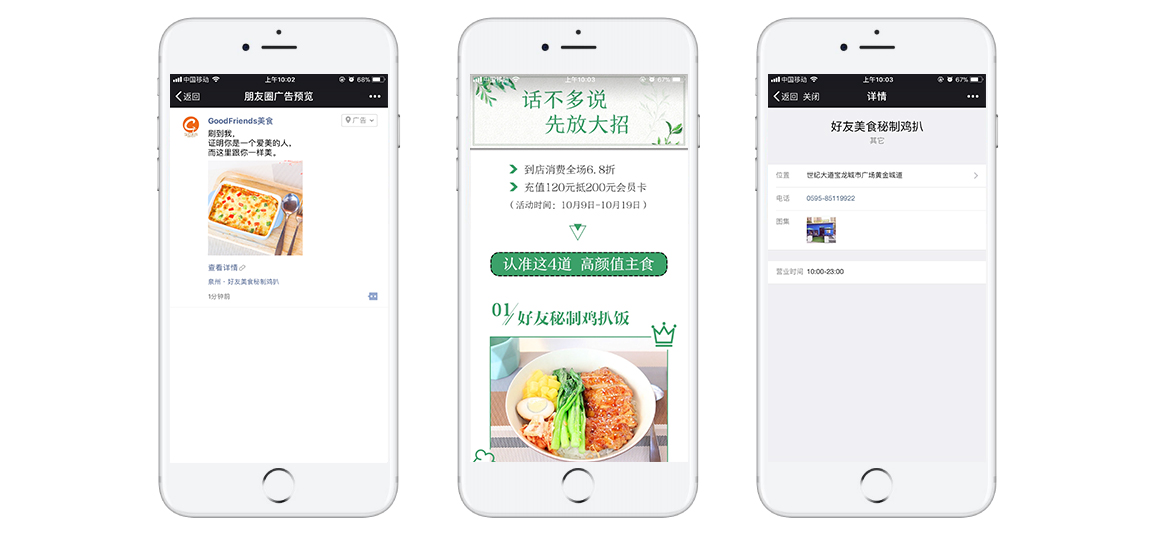 中国移动
上午10:02
68%
返回
朋友圈广告预览
GoodFriends美食
广告
刷到我,
证明你是一个爱美的人,
而这里跟你一样美。
查看详情
泉州·好友美食秘制鸡扒
1分钟前
中国移动
上午10:03
67%
话不多说
先放大招
到店消费全场6.8折
充值120元抵200元会员卡
(活动时间:10月9日-10月19日)
认准这4道 高颜值主食
01/好友秘制鸡扒饭
中国移动
上午10:03
67%
返回 关闭
详情
好友美食秘制鸡扒
其它
位置 世纪大道宝龙城市广场黄金城道
电话 0595-85119922
图集
营业时间 10:00-23:00